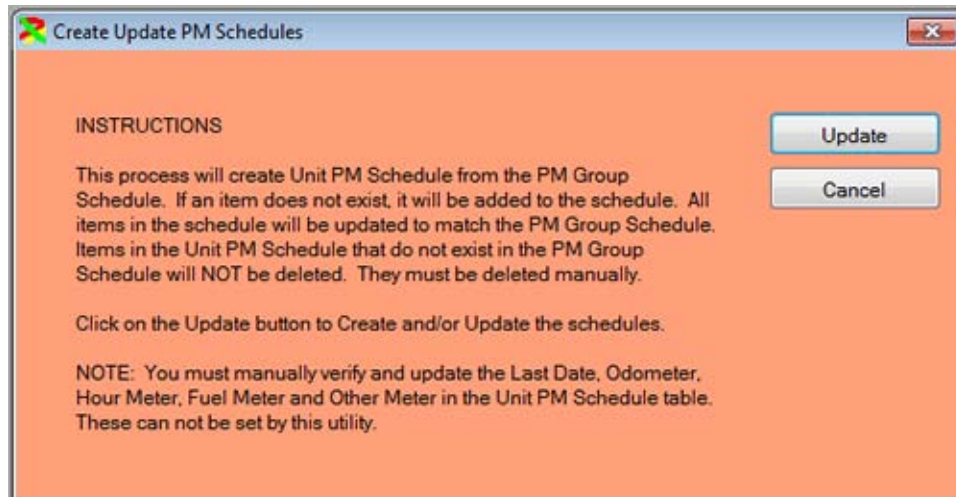 Create Update PM Schedules
INSTRUCTIONS
Update
This process will create Unit PM Schedule from the PM Group
Schedule. If an item does not exist, it will be added to the schedule. All
Cancel
items in the schedule will be updated to match the PM Group Schedule.
Items in the Unit PM Schedule that do not exist in the PM Group
Schedule will NOT be deleted. They must be deleted manually.
Click on the Update button to Create and/or Update the schedules.
NOTE: You must manually verify and update the Last Date, Odometer,
Hour Meter, Fuel Meter and Other Meter in the Unit PM Schedule table.
These can not be set by this utility.